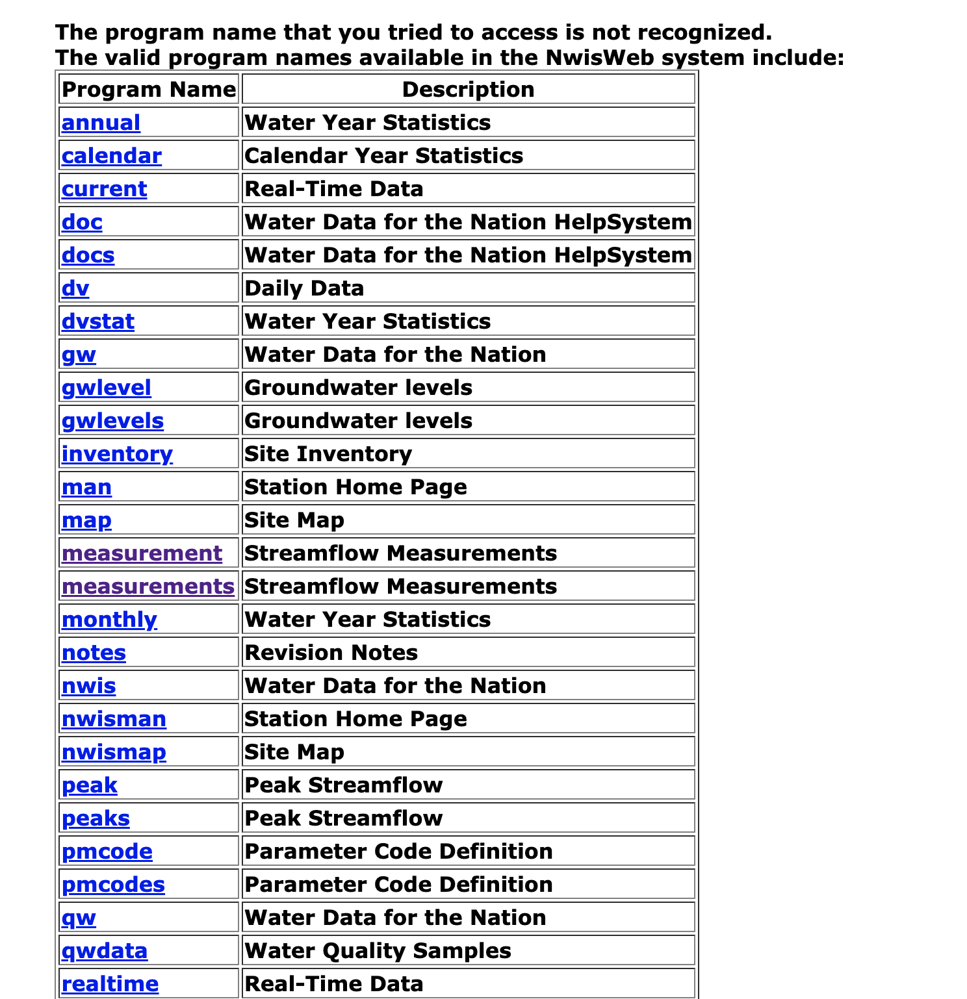 The program name that you tried to access is not recognized.
The valid program names available in the NwisWeb system include:
Program Name Description
annual Water Year Statistics
calendar Calendar Year Statistics
current Real-Time Data
doc Water Data for the Nation HelpSystem
docs Water Data for the Nation HelpSystem
dv Daily Data
dvstat Water Year Statistics
gw Water Data for the Nation
gwlevel Groundwater levels
gwlevels Groundwater levels
inventory Site Inventory
man Station Home Page
map Site Map
measurement Streamflow Measurements
measurements Streamflow Measurements
monthly Water Year Statistics
notes Revision Notes
nwis Water Data for the Nation
nwisman Station Home Page
nwismap Site Map
peak Peak Streamflow
peaks Peak Streamflow
pmcode Parameter Code Definition
pmcodes Parameter Code Definition
qw Water Data for the Nation
qwdata Water Quality Samples
realtime Real-Time Data